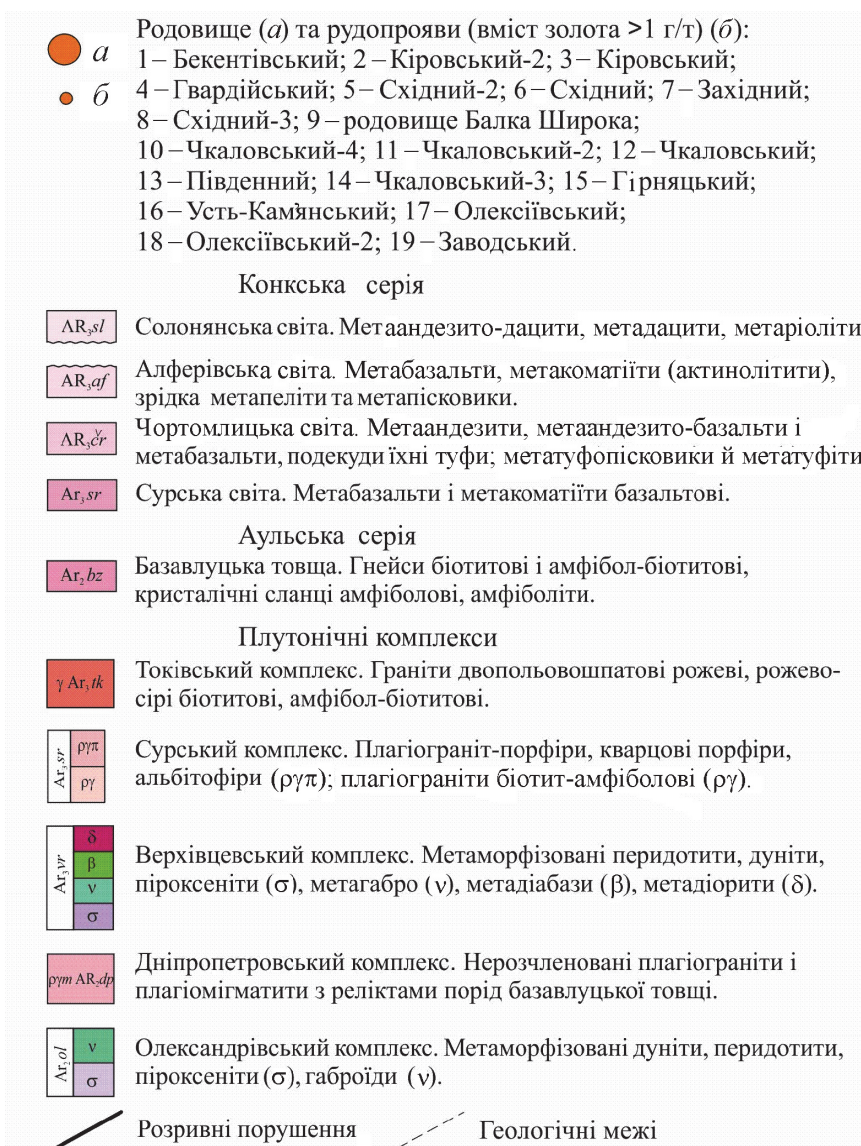 Родовище (а) та рудопрояви (вміст золота >1 г/т) (б):
а
1 – Бекентівський; 2 – Кіровський-2; 3 – Кіровський;
б
4 – Гвардійський; 5 – Східний-2; 6 – Східний; 7 – Західний;
8 – Східний-3; 9 – родовище Балка Широка;
10 – Чкаловський-4; 11 – Чкаловський-2; 12 – Чкаловський;
13 – Південний; 14 – Чкаловський-3; 15 – Гірняцький;
16 – Усть-Кам'янський; 17 – Олексіївський;
18 – Олексіївський-2; 19 – Заводський.
Конкська серія
AR₃sl Солонянська світа. Метаандезито-дацити, метадацити, метаріоліти
AR₃af Алферівська світа. Метабазальти, метакоматіїти (актинолітити),
зрідка метапеліти та метапісковики.
AR₃čr Чортомлицька світа. Метаандезити, метаандезито-базальти і
метабазальти, подекуди їхні туфи; метатуфопісковики й метатуфіти
Ar₃sr Сурська світа. Метабазальти і метакоматіїти базальтові.
Аульська серія
Ar₂bz Базавлуцька товща. Гнейси біотитові і амфібол-біотитові,
кристалічні сланці амфіболові, амфіболіти.
Плутонічні комплекси
γ Ar₃tk Токівський комплекс. Граніти двопольовошпатові рожеві, рожево-
сірі біотитові, амфібол-біотитові.
Ar₃sr ργπ Сурський комплекс. Плагіограніт-порфіри, кварцові порфіри,
ργ альбітофіри (ργπ); плагіограніти біотит-амфіболові (ργ).
Ar₃vr δ
β Верхівцевський комплекс. Метаморфізовані перидотити, дуніти,
ν піроксеніти (σ), метагабро (ν), метадіабази (β), метадіорити (δ).
σ
ργm AR₂dp Дніпропетровський комплекс. Нерозчленовані плагіограніти і
плагіомігматити з реліктами порід базавлуцької товщі.
Ar₂ol ν Олександрівський комплекс. Метаморфізовані дуніти, перидотити,
σ піроксеніти (σ), габроїди (ν).
Розривні порушення Геологічні межі